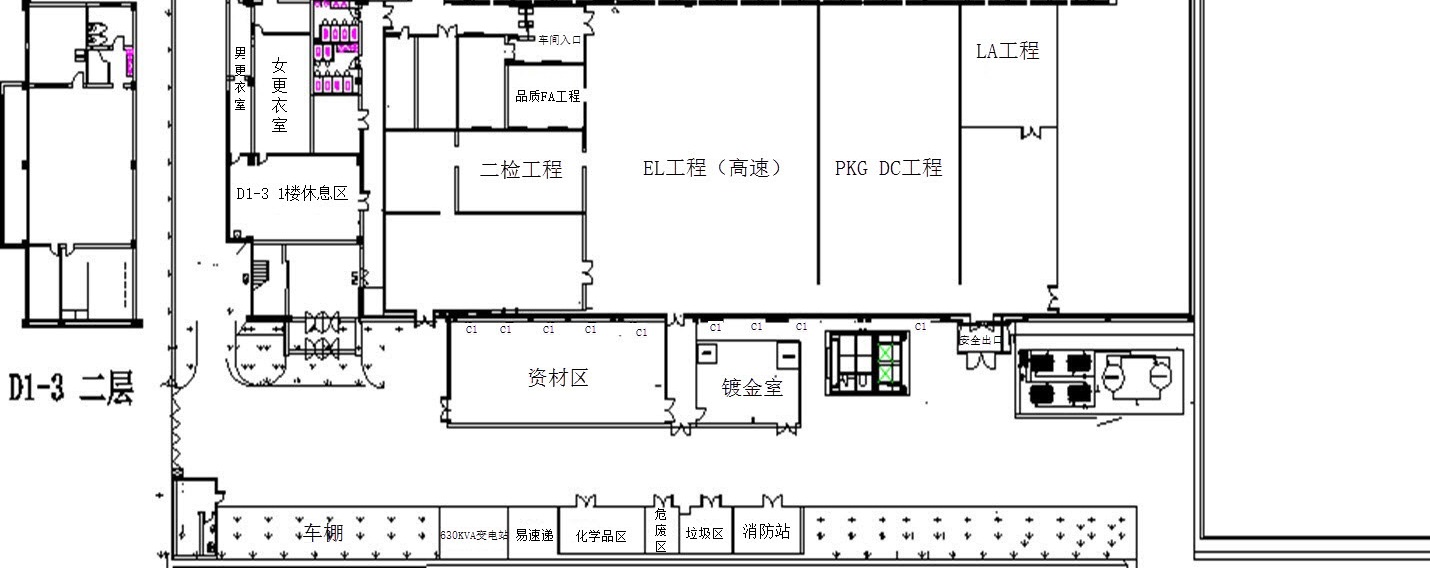 男更衣室
女更衣室
车间入口
品质FA工程
LA工程
二检工程
EL工程（高速）
PKG DC工程
D1-3 1楼休息区
C1
C1
C1
C1
C1
C1
C1
C1
C1
安全出口
资材区
镀金室
D1-3 二层
车棚
630KVA变电站
易速递
化学品区
危废区
垃圾区
消防站